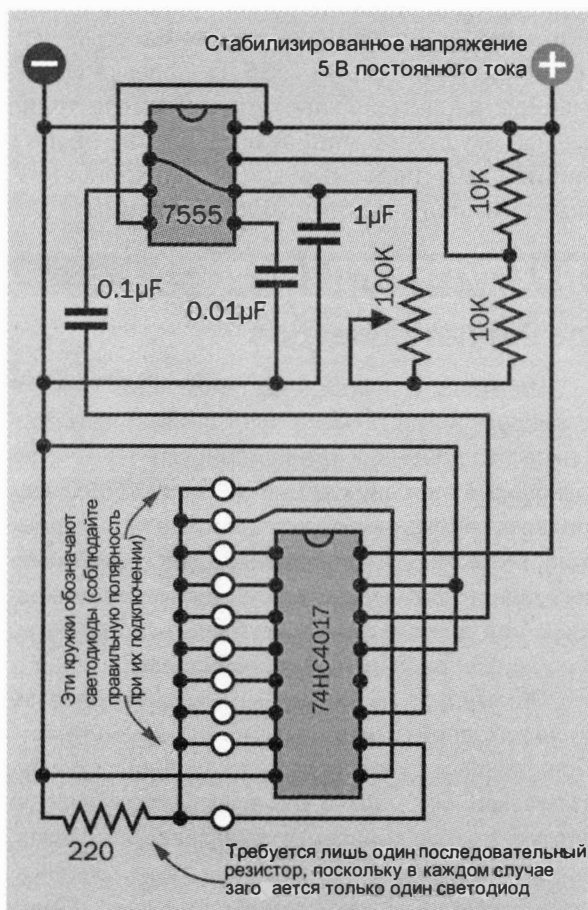 Стабилизированное напряжение
5 В постоянного тока
7555
1μF
10K
0.1μF
0.01μF
100K
10K
Эти кружки обозначают
светодиоды (соблюдайте
правильную полярность
при их подключении)
74HC4017
220
Требуется лишь один последовательный
резистор, поскольку в каждом случае
только один светодиод